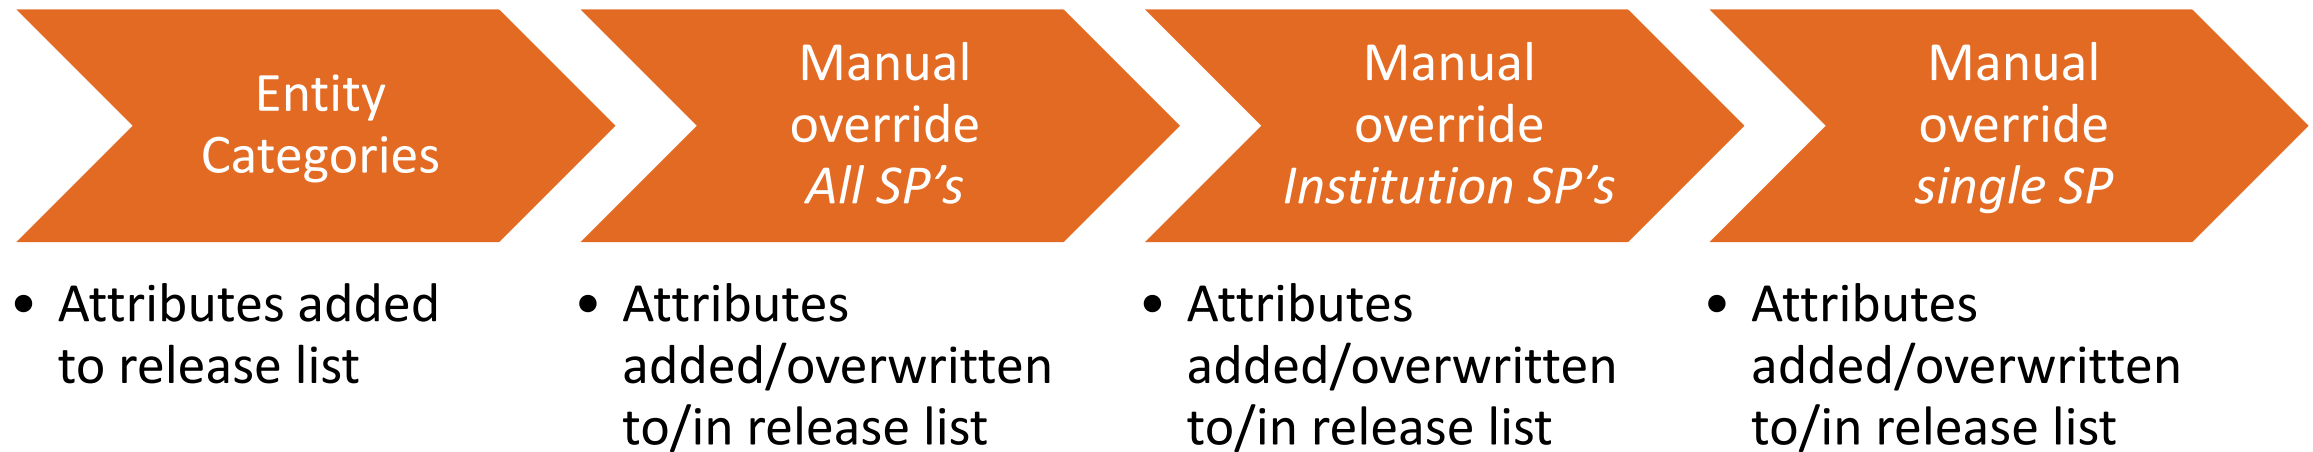 Entity
Categories
• Attributes added
to release list
Manual
override
All SP’s
• Attributes
added/overwritten
to/in release list
Manual
override
Institution SP’s
• Attributes
added/overwritten
to/in release list
Manual
override
single SP
• Attributes
added/overwritten
to/in release list